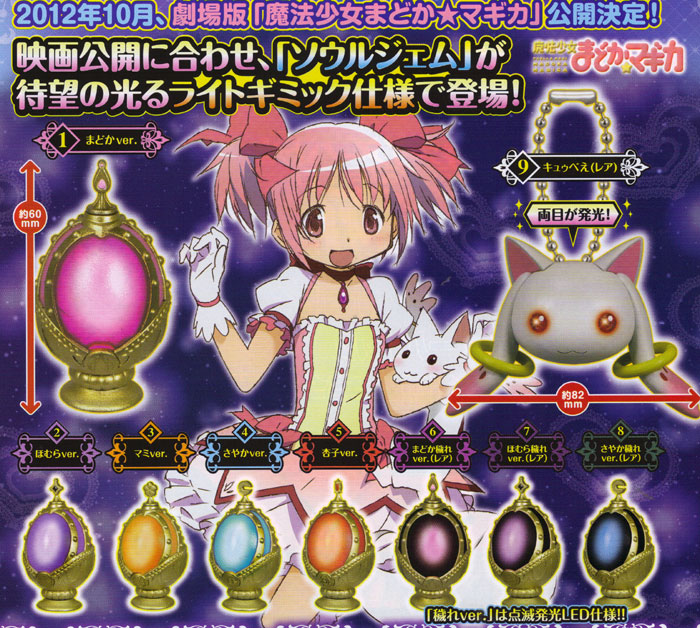 2012年10月、劇場版「魔法少女まどか★マギカ」公開決定!
映画公開に合わせ、「ソウルジェム」が
待望の光るライトギミック仕様で登場!
魔法少女
まどか★マギカ
1 まどかver.
約60mm
9 キュゥべえ(レア)
両目が発光!
約82mm
2 ほむらver.
3 マミver.
4 さやかver.
5 杏子ver.
6 まどか穢れver.(レア)
7 ほむら穢れver.(レア)
8 さやか穢れver.(レア)
「穢れver.」は点滅発光LED仕様!!